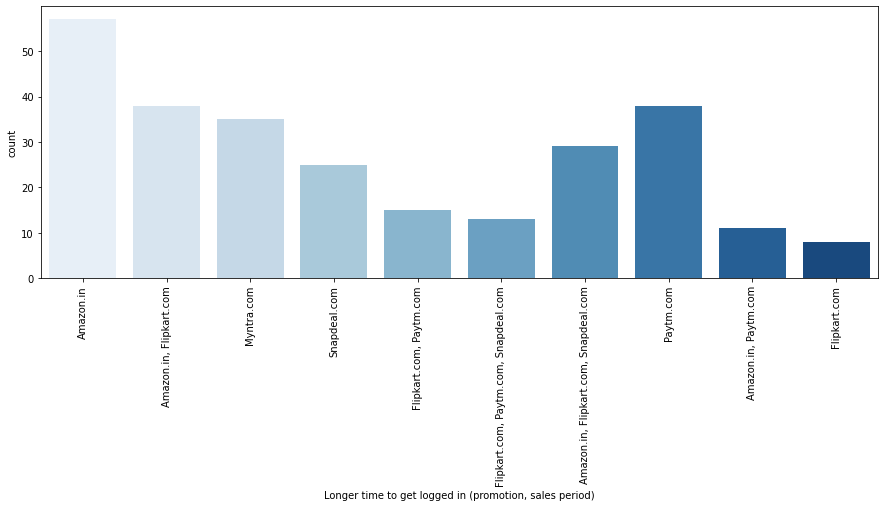 50
40
30
20
10
0
count
Amazon.in
Amazon.in, Flipkart.com
Myntra.com
Snapdeal.com
Flipkart.com, Paytm.com
Flipkart.com, Paytm.com, Snapdeal.com
Amazon.in, Flipkart.com, Snapdeal.com
Paytm.com
Amazon.in, Paytm.com
Flipkart.com
Longer time to get logged in (promotion, sales period)